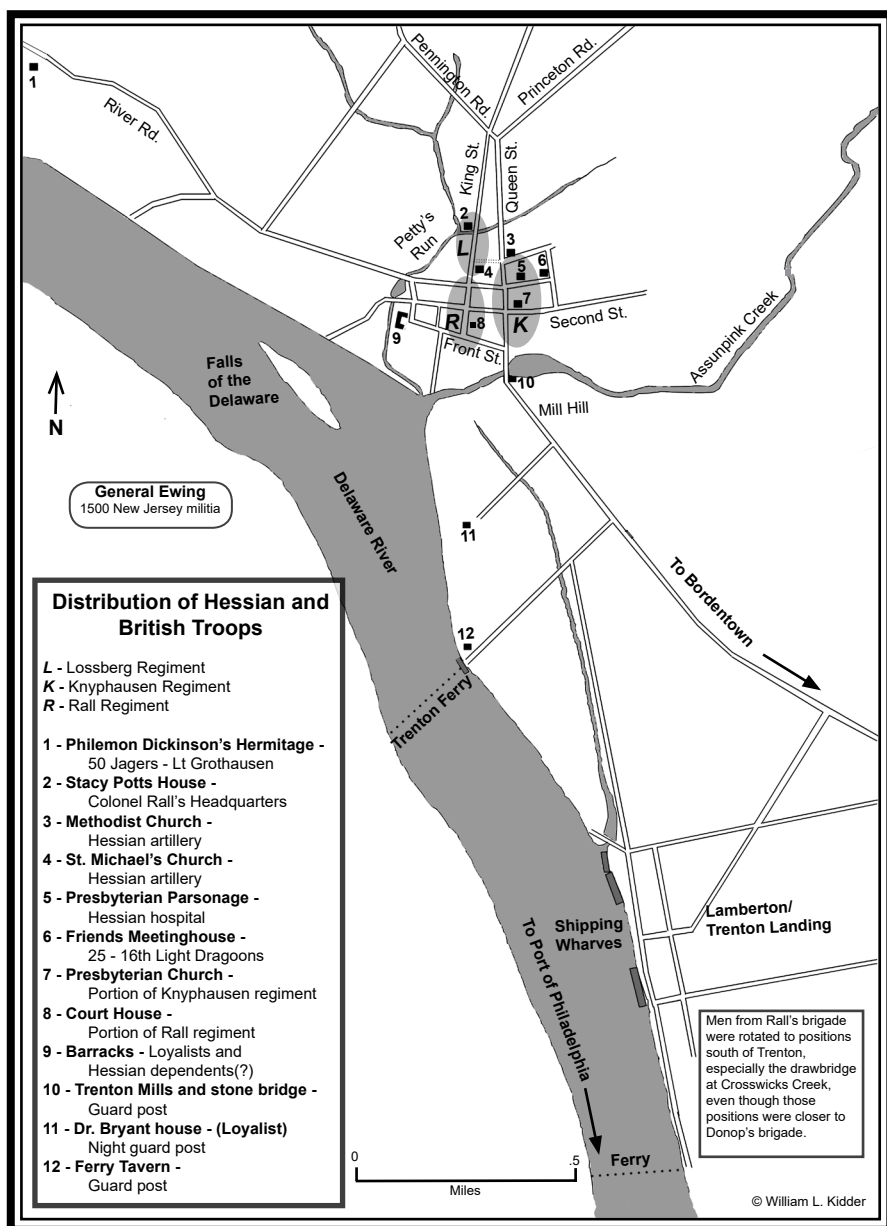 1
River Rd.
Pennington Rd.
Princeton Rd.
King St.
Queen St.
Petty's
Run
2
L
3
4
5
6
7
R
8
K
9
Second St.
Front St.
10
Mill Hill
Assunpink Creek
Falls
of the
Delaware
N
General Ewing
1500 New Jersey militia
Delaware River
11
To Bordentown
12
Trenton Ferry
Distribution of Hessian and
British Troops
L - Lossberg Regiment
K - Knyphausen Regiment
R - Rall Regiment
1 - Philemon Dickinson's Hermitage -
50 Jagers - Lt Grothausen
2 - Stacy Potts House -
Colonel Rall's Headquarters
3 - Methodist Church -
Hessian artillery
4 - St. Michael's Church -
Hessian artillery
5 - Presbyterian Parsonage -
Hessian hospital
6 - Friends Meetinghouse -
25 - 16th Light Dragoons
7 - Presbyterian Church -
Portion of Knyphausen regiment
8 - Court House -
Portion of Rall regiment
9 - Barracks - Loyalists and
Hessian dependents(?)
10 - Trenton Mills and stone bridge -
Guard post
11 - Dr. Bryant house - (Loyalist)
Night guard post
12 - Ferry Tavern -
Guard post
Shipping
Wharves
Lamberton/
Trenton Landing
To Port of Philadelphia
Men from Rall's brigade
were rotated to positions
south of Trenton,
especially the drawbridge
at Crosswicks Creek,
even though those
positions were closer to
Donop's brigade.
Ferry
0
.5
Miles
© William L. Kidder